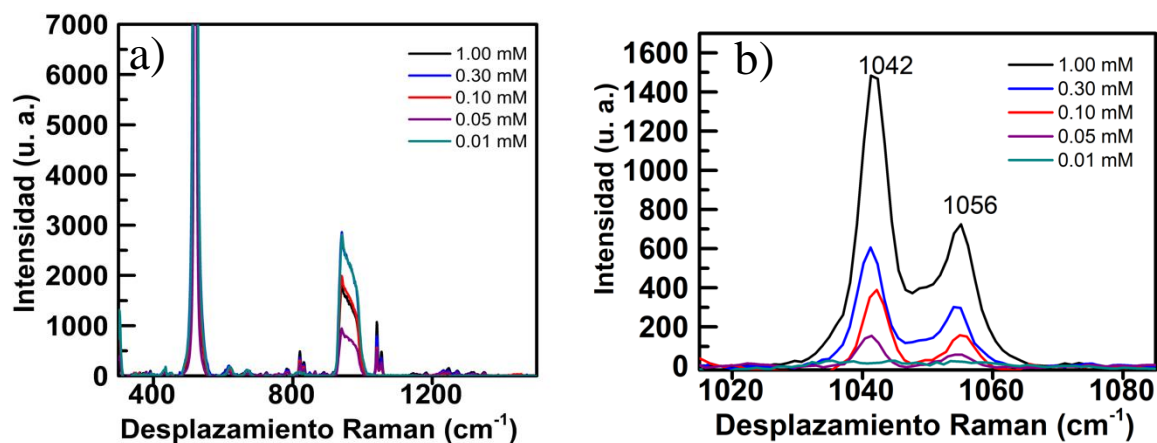 a)
7000
6000
5000
4000
3000
2000
1000
0
400
800
1200
Intensidad (u. a.)
Desplazamiento Raman (cm⁻¹)
1.00 mM
0.30 mM
0.10 mM
0.05 mM
0.01 mM
b)
1600
1400
1200
1000
800
600
400
200
0
1020
1040
1060
1080
Intensidad (u. a.)
Desplazamiento Raman (cm⁻¹)
1042
1056
1.00 mM
0.30 mM
0.10 mM
0.05 mM
0.01 mM